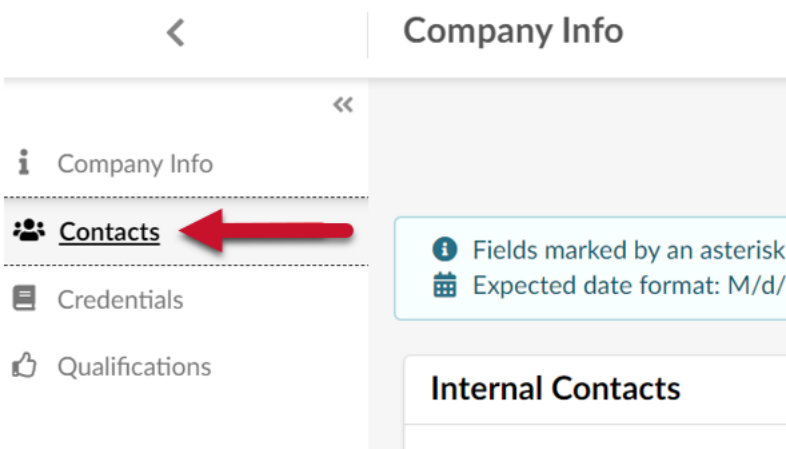 Company Info
Company Info
Contacts
Credentials
Qualifications
Fields marked by an asterisk
Expected date format: M/d/
Internal Contacts